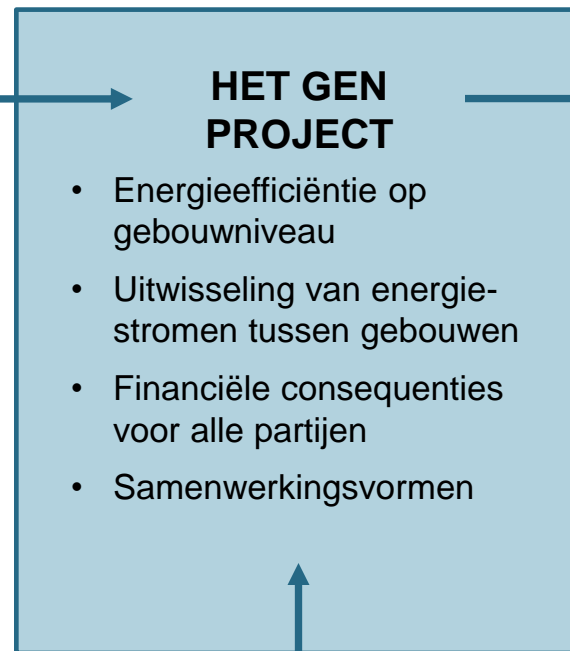 HET GEN
PROJECT
• Energieefficiëntie op
gebouwniveau
• Uitwisseling van energie-
stromen tussen gebouwen
• Financiële consequenties
voor alle partijen
• Samenwerkingsvormen